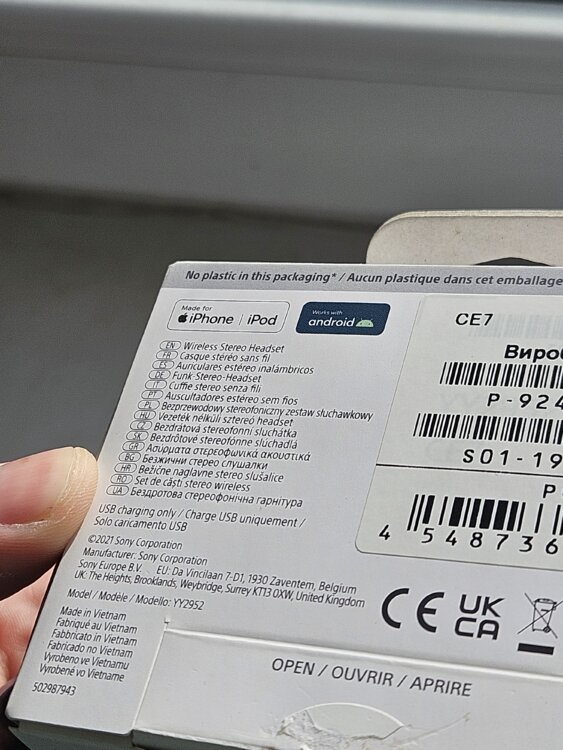 No plastic in this packaging* / Aucun plastique dans cet emballage
Made for
iPhone | iPod
Works with
android
EN Wireless Stereo Headset
FR Casque stéréo sans fil
ES Auriculares estéreo inalámbricos
DE Funk-Stereo-Headset
IT Cuffie stereo senza fili
PT Auscultadores estéreo sem fios
PL Bezprzewodowy stereofoniczny zestaw słuchawkowy
HU Vezeték nélküli sztereó headset
CZ Bezdrátová stereofonní sluchátka
SK Bezdrôtové stereofónne slúchadlá
GR Ασύρματα στερεοφωνικά ακουστικά
BG Безжични стерео слушалки
HR Bežične naglavne stereo slušalice
RO Set de căști stereo wireless
UA Бездротова стереофонічна гарнітура
USB charging only / Charge USB uniquement /
Solo caricamento USB
©2021 Sony Corporation
Manufacturer: Sony Corporation
Sony Europe B.V. EU: Da Vincilaan 7-D1, 1930 Zaventem, Belgium
UK: The Heights, Brooklands, Weybridge, Surrey KT13 0XW, United Kingdom
Model / Modèle / Modello: YY2952
Made in Vietnam
Fabriqué au Vietnam
Fabbricato in Vietnam
Fabricado no Vietnam
Vyrobeno ve Vietnamu
Vyrobené vo Vietname
502987943
CE7
Виро
P-924
S01-19
P
4 548736
CE UK
CA
OPEN / OUVRIR / APRIRE